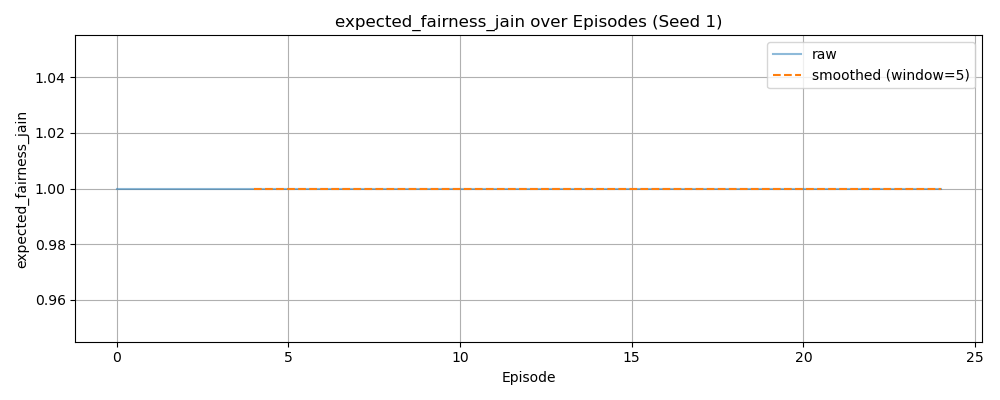 expected_fairness_jain over Episodes (Seed 1)
raw
smoothed (window=5)
expected_fairness_jain
1.04
1.02
1.00
0.98
0.96
0
5
10
15
20
25
Episode